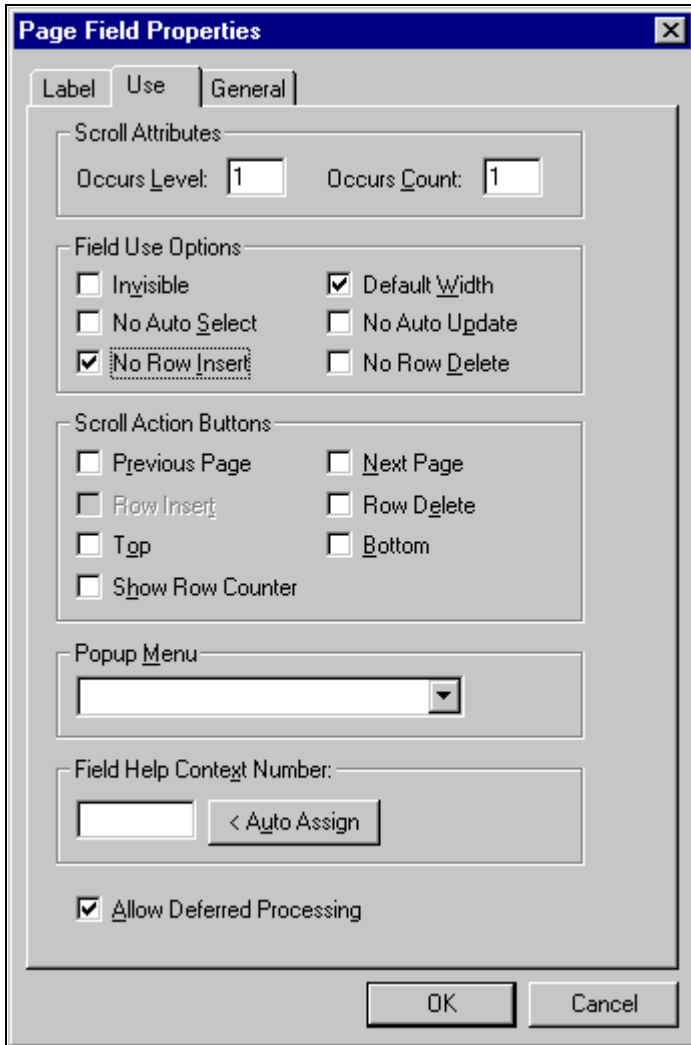 Page Field Properties
Label Use General
Scroll Attributes
Occurs Level: 1 Occurs Count: 1
Field Use Options
Invisible Default Width
No Auto Select No Auto Update
No Row Insert No Row Delete
Scroll Action Buttons
Previous Page Next Page
Row Insert Row Delete
Top Bottom
Show Row Counter
Popup Menu
Field Help Context Number:
< Auto Assign
Allow Deferred Processing
OK Cancel